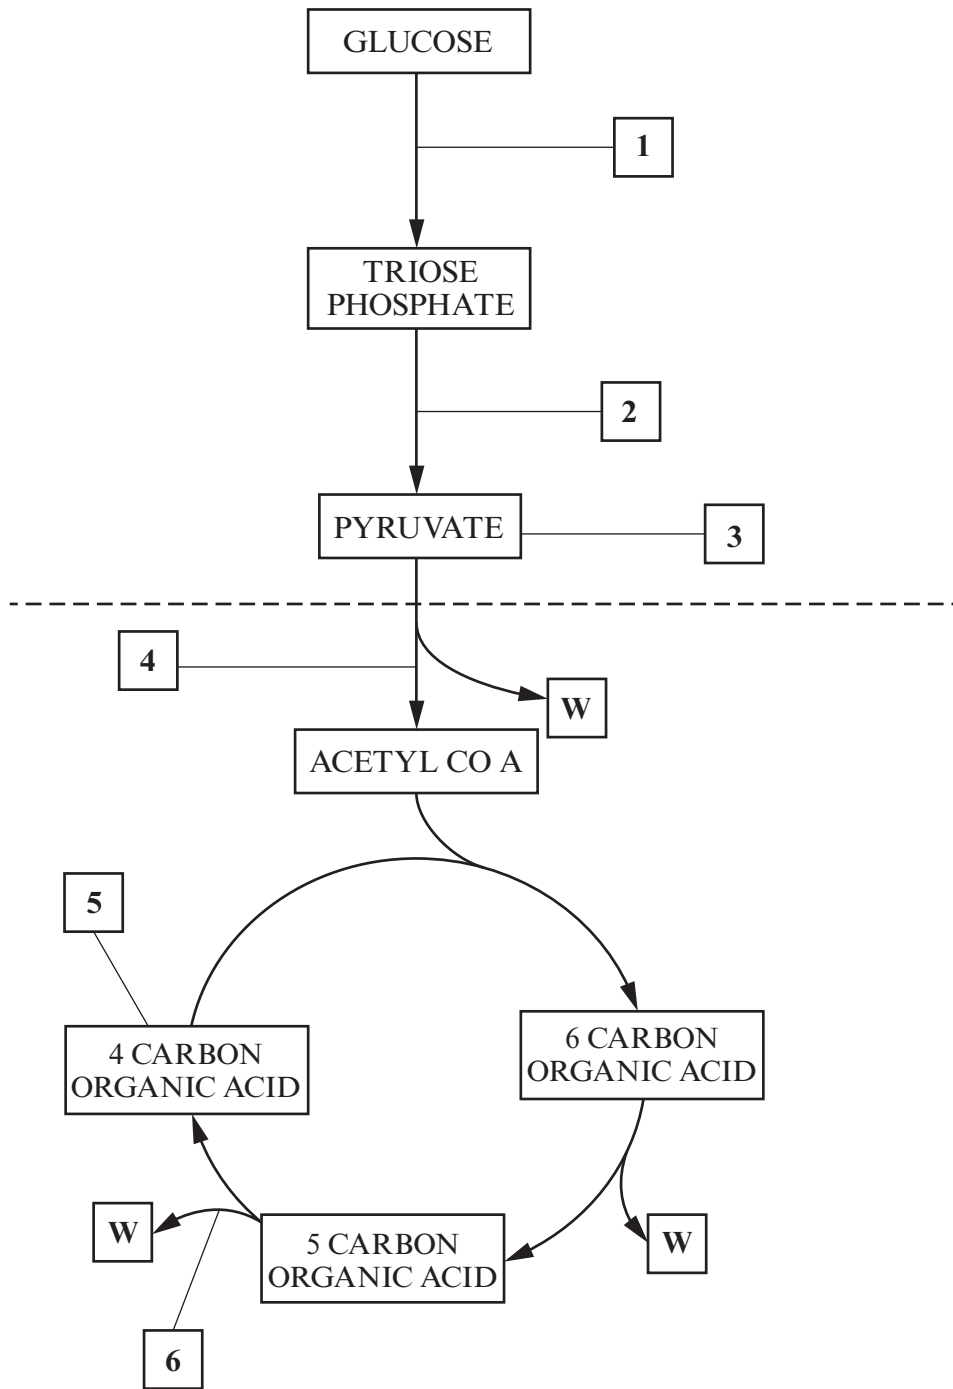 GLUCOSE
1
TRIOSE
PHOSPHATE
2
PYRUVATE
3
4
W
ACETYL CO A
5
4 CARBON
ORGANIC ACID
6 CARBON
ORGANIC ACID
W
5 CARBON
ORGANIC ACID
W
6